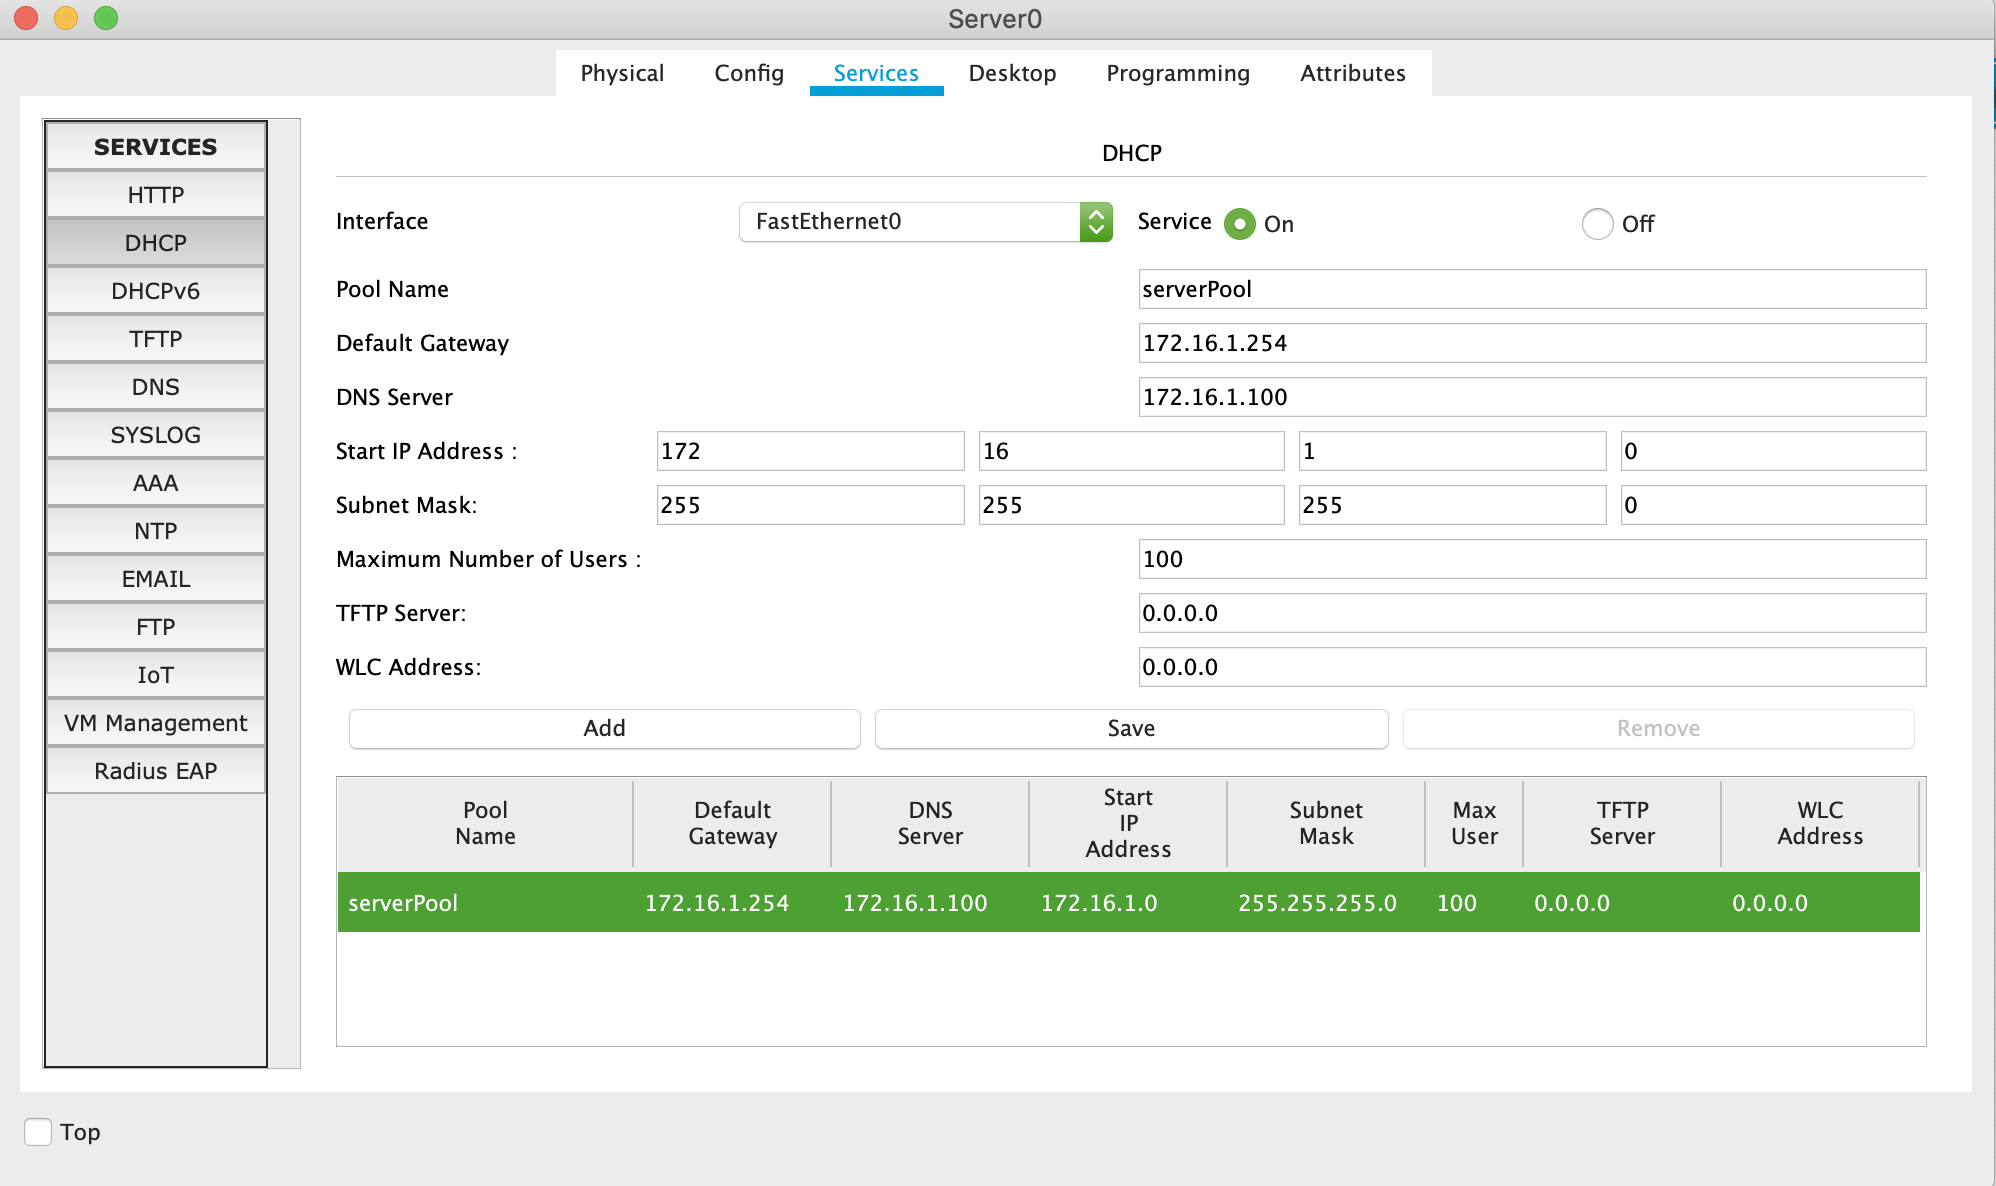 Server0
Physical Config Services Desktop Programming Attributes
SERVICES
HTTP
DHCP
DHCPv6
TFTP
DNS
SYSLOG
AAA
NTP
EMAIL
FTP
IoT
VM Management
Radius EAP
DHCP
Interface FastEthernet0 Service On Off
Pool Name serverPool
Default Gateway 172.16.1.254
DNS Server 172.16.1.100
Start IP Address : 172 16 1 0
Subnet Mask: 255 255 255 0
Maximum Number of Users : 100
TFTP Server: 0.0.0.0
WLC Address: 0.0.0.0
Add Save Remove
Pool Name Default Gateway DNS Server Start IP Address Subnet Mask Max User TFTP Server WLC Address
serverPool 172.16.1.254 172.16.1.100 172.16.1.0 255.255.255.0 100 0.0.0.0 0.0.0.0
Top